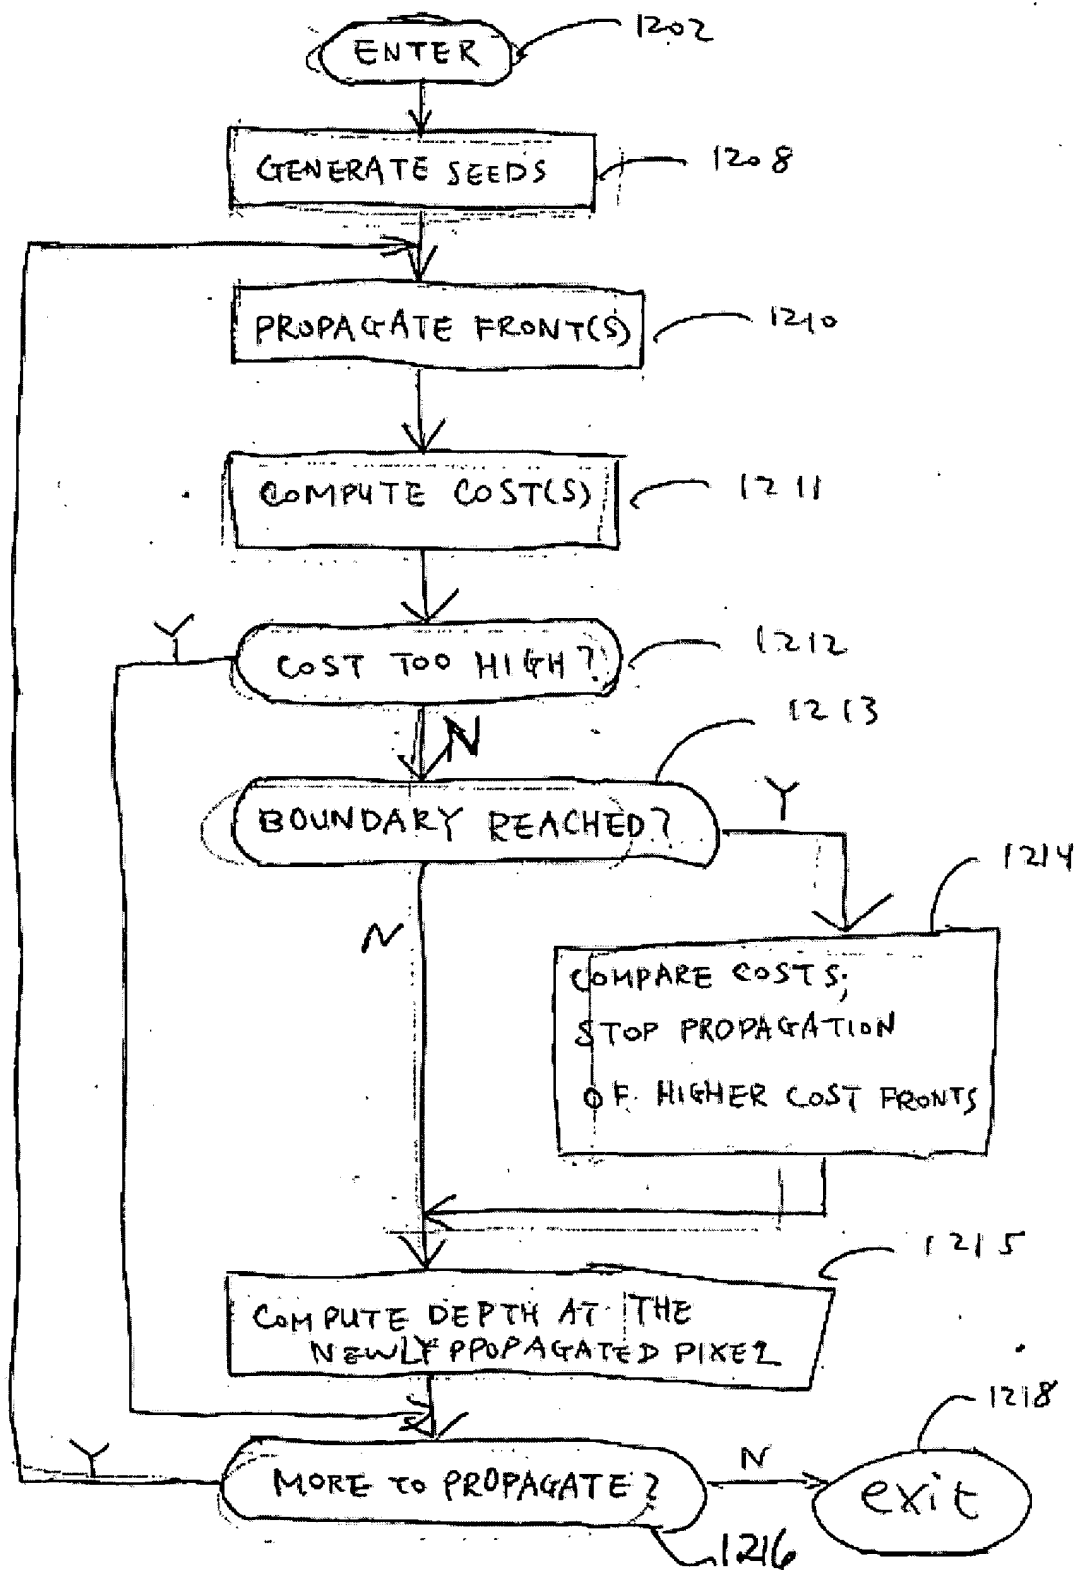 ENTER
1202
GENERATE SEEDS
1208
PROPAGATE FRONT(S)
1210
COMPUTE COST(S)
1211
Y
COST TOO HIGH?
1212
N
1213
BOUNDARY REACHED?
Y
N
1214
COMPARE COSTS;
STOP PROPAGATION
OF HIGHER COST FRONTS
1215
COMPUTE DEPTH AT THE
NEWLY PROPAGATED PIXEL
1218
Y
MORE TO PROPAGATE?
N
exit
1216